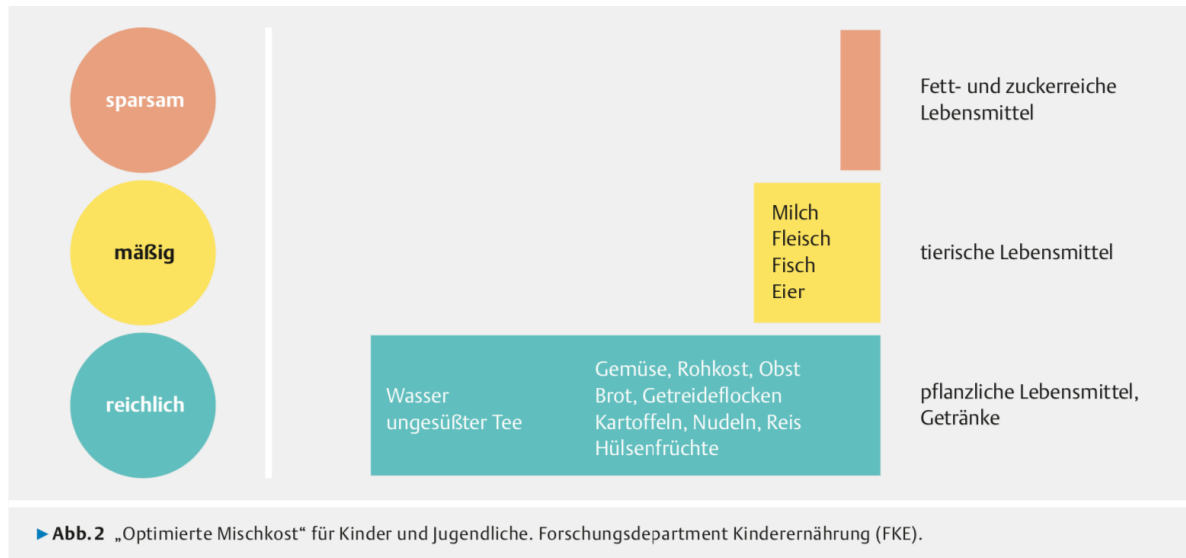 sparsam
Fett- und zuckerreiche
Lebensmittel
mäßig
Milch
Fleisch
Fisch
Eier
tierische Lebensmittel
reichlich
Wasser
ungesüßter Tee
Gemüse, Rohkost, Obst
Brot, Getreideflocken
Kartoffeln, Nudeln, Reis
Hülsenfrüchte
pflanzliche Lebensmittel,
Getränke
▶ Abb. 2 „Optimierte Mischkost“ für Kinder und Jugendliche. Forschungsdepartment Kinderernährung (FKE).